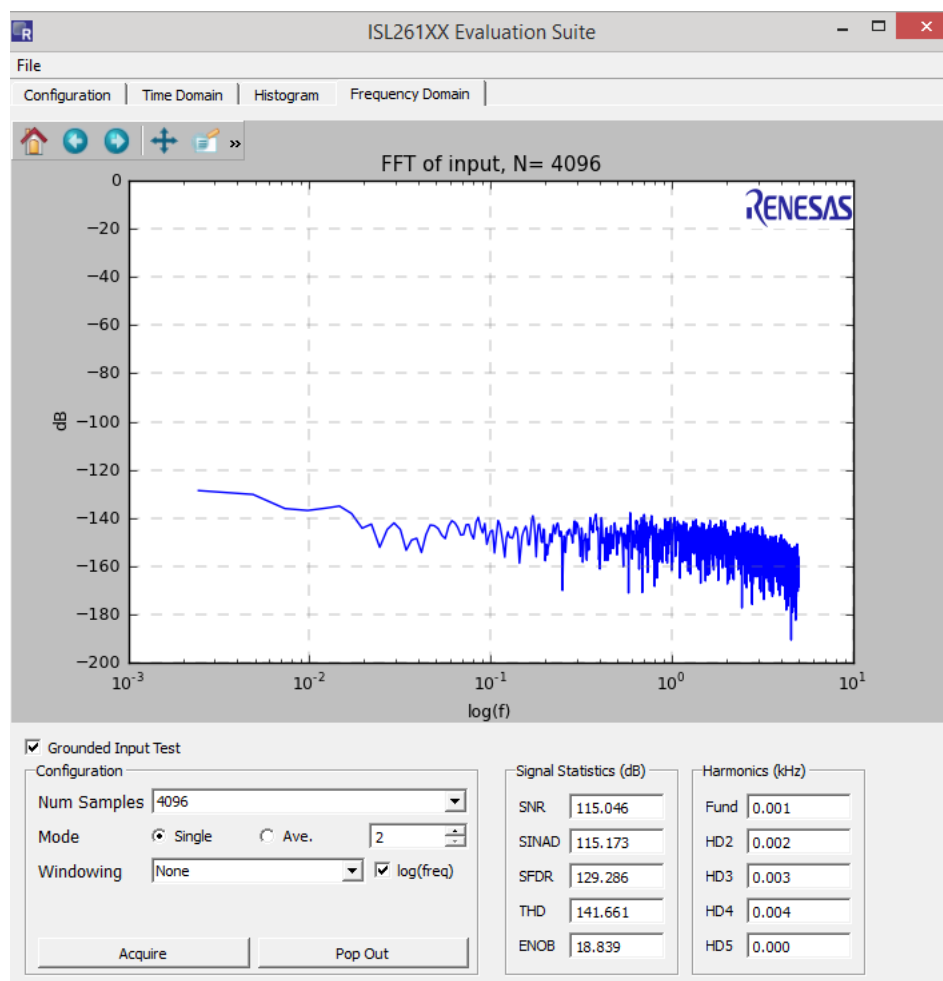 R
ISL261XX Evaluation Suite
File
Configuration Time Domain Histogram Frequency Domain
»
FFT of input, N= 4096
RENESAS
0
−20
−40
−60
−80
−100
−120
−140
−160
−180
−200
dB
10^-3 10^-2 10^-1 10^0 10^1
log(f)
Grounded Input Test
Configuration
Num Samples 4096
Mode Single Ave. 2
Windowing None log(freq)
Acquire Pop Out
Signal Statistics (dB)
SNR 115.046
SINAD 115.173
SFDR 129.286
THD 141.661
ENOB 18.839
Harmonics (kHz)
Fund 0.001
HD2 0.002
HD3 0.003
HD4 0.004
HD5 0.000